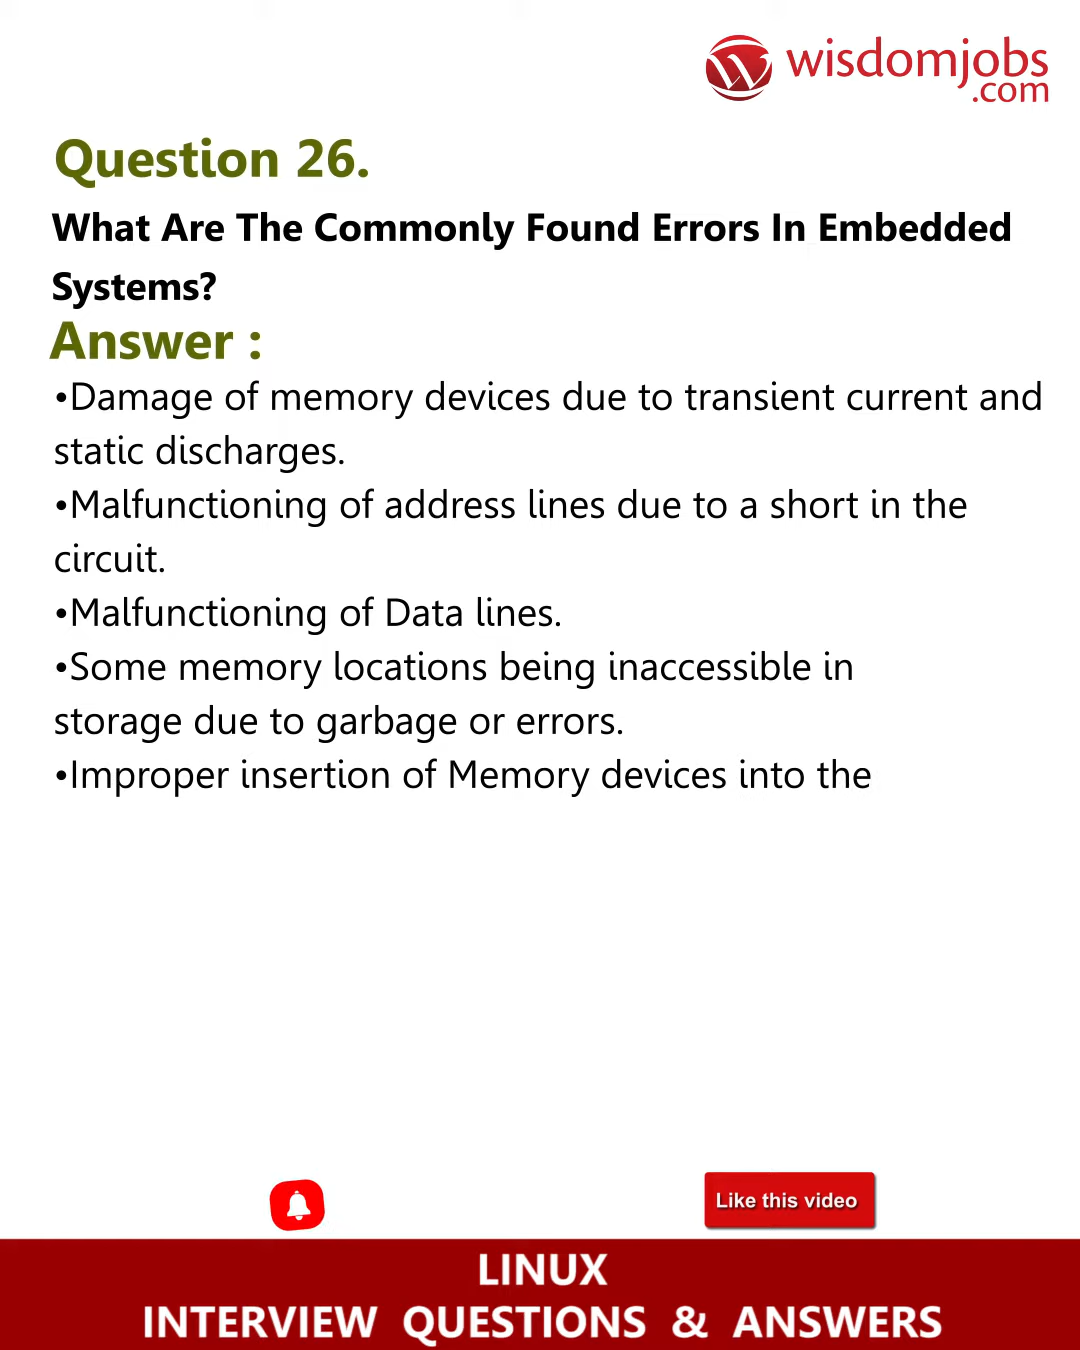 wisdomjobs
.com
Question 26.
What Are The Commonly Found Errors In Embedded
Systems?
Answer :
•Damage of memory devices due to transient current and
static discharges.
•Malfunctioning of address lines due to a short in the
circuit.
•Malfunctioning of Data lines.
•Some memory locations being inaccessible in
storage due to garbage or errors.
•Improper insertion of Memory devices into the
Like this video
LINUX
INTERVIEW QUESTIONS & ANSWERS